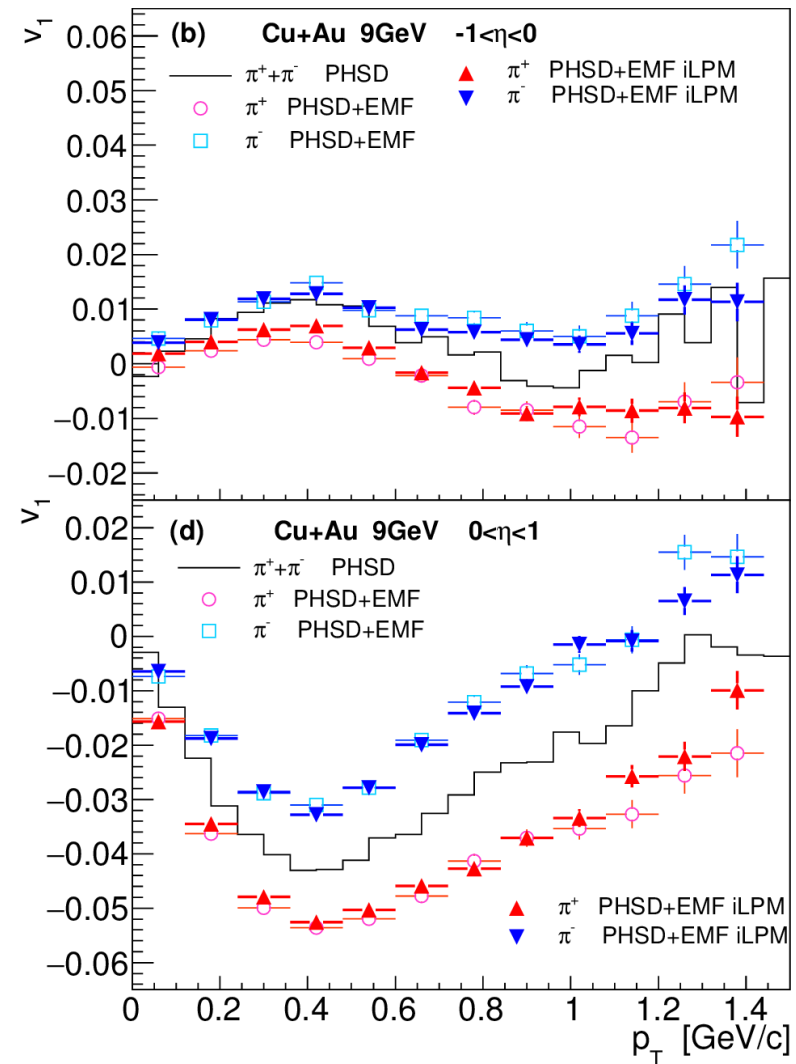 v₁
0.06
(b) Cu+Au 9GeV -1<η<0
π⁺+π⁻ PHSD
π⁺ PHSD+EMF
π⁻ PHSD+EMF
π⁺ PHSD+EMF iLPM
π⁻ PHSD+EMF iLPM
0.05
0.04
0.03
0.02
0.01
0
−0.01
−0.02
v₁
(d) Cu+Au 9GeV 0<η<1
π⁺+π⁻ PHSD
π⁺ PHSD+EMF
π⁻ PHSD+EMF
0.02
0.01
0
−0.01
−0.02
−0.03
−0.04
−0.05
−0.06
π⁺ PHSD+EMF iLPM
π⁻ PHSD+EMF iLPM
0 0.2 0.4 0.6 0.8 1 1.2 1.4
p_T [GeV/c]